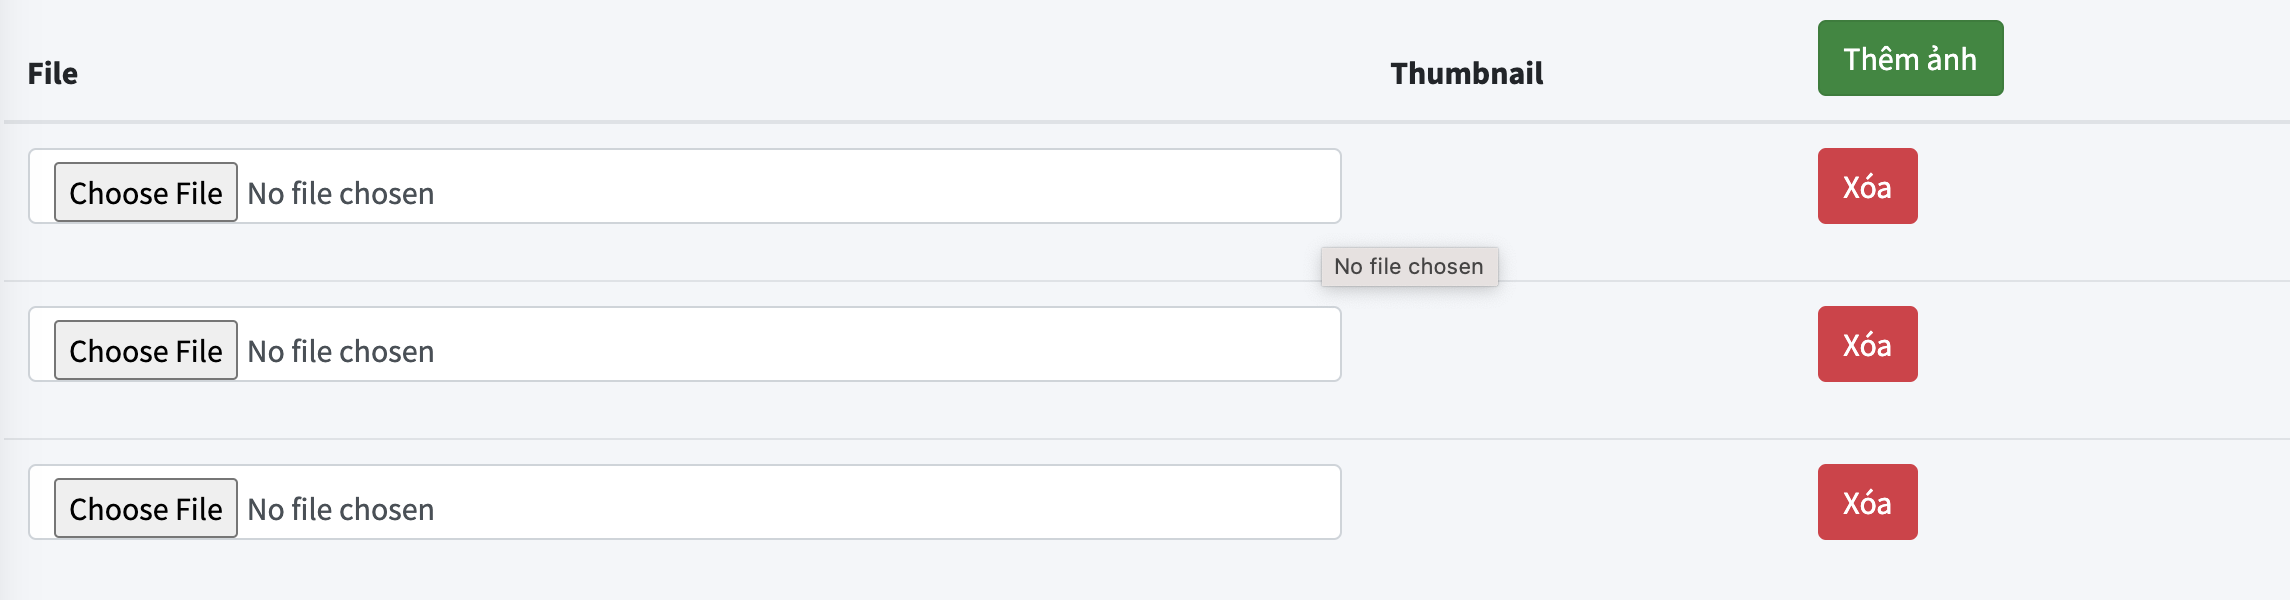 File Thumbnail Thêm ảnh
Choose File No file chosen Xóa
No file chosen
Choose File No file chosen Xóa
Choose File No file chosen Xóa